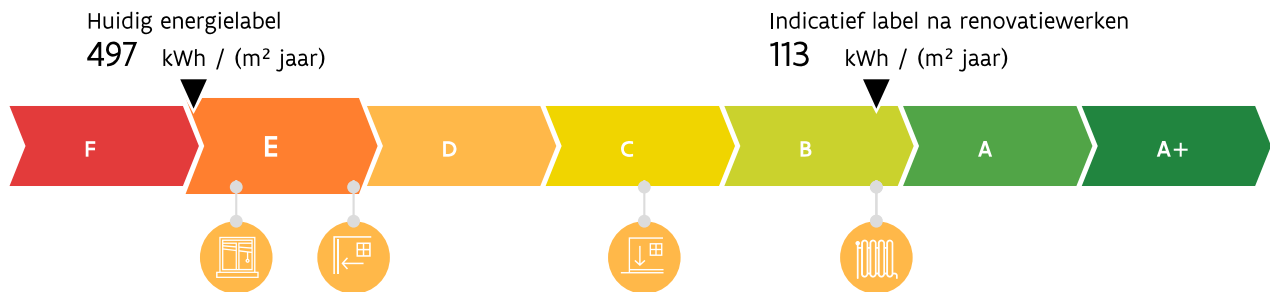 Huidig energielabel
497 kWh / (m² jaar)
Indicatief label na renovatiewerken
113 kWh / (m² jaar)
F E D C B A A+